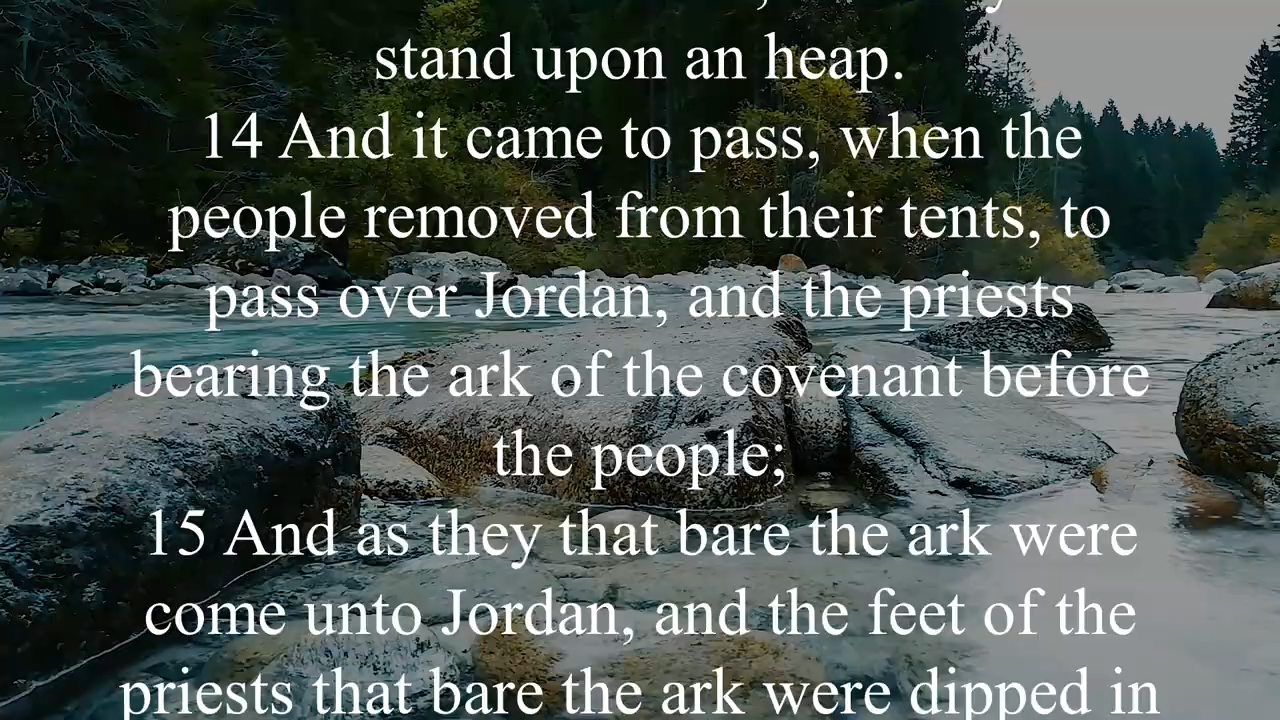 stand upon an heap.
14 And it came to pass, when the
people removed from their tents, to
pass over Jordan, and the priests
bearing the ark of the covenant before
the people;
15 And as they that bare the ark were
come unto Jordan, and the feet of the
priests that bare the ark were dipped in